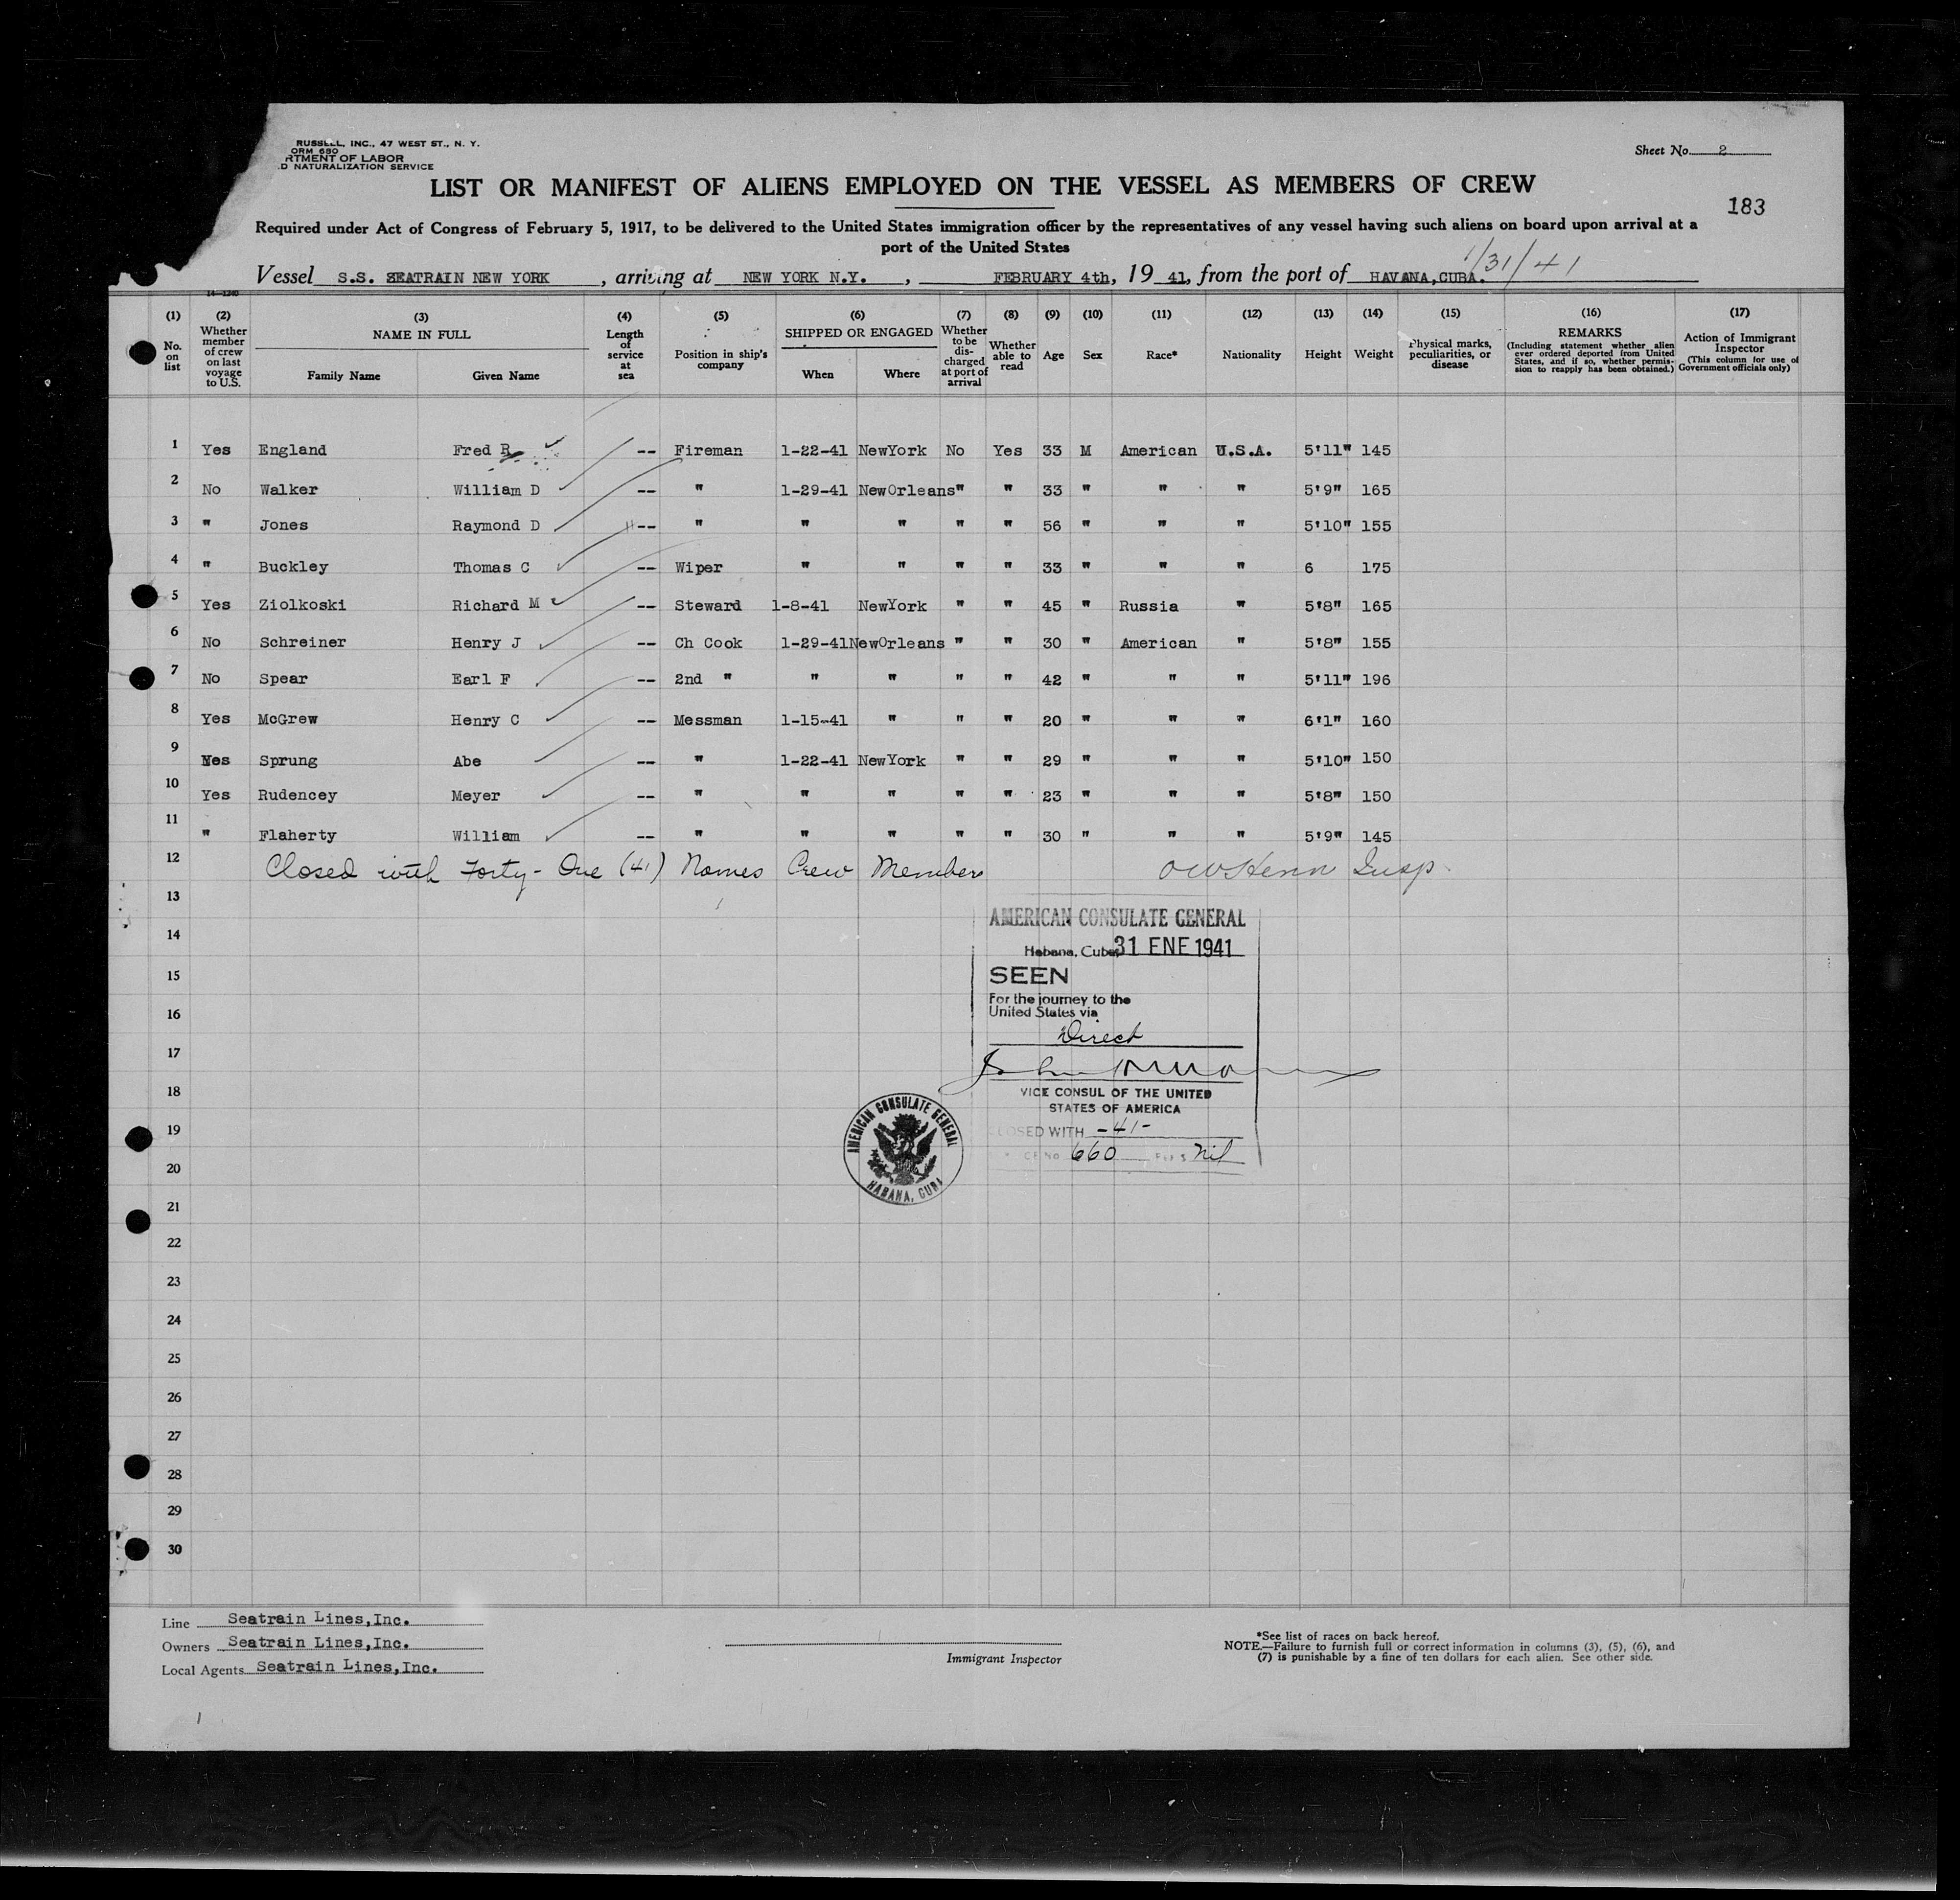 RUSSELL, INC., 47 WEST ST., N. Y.
ORM 680
RTMENT OF LABOR
D NATURALIZATION SERVICE
Sheet No. 2
LIST OR MANIFEST OF ALIENS EMPLOYED ON THE VESSEL AS MEMBERS OF CREW
183
Required under Act of Congress of February 5, 1917, to be delivered to the United States immigration officer by the representatives of any vessel having such aliens on board upon arrival at a
port of the United States
1/31/41
Vessel S.S. SEATRAIN NEW YORK, arriving at NEW YORK N.Y., FEBRUARY 4th, 19 41, from the port of HAVANA, CUBA.
14-1240
(1) No. on list
(2) Whether member of crew on last voyage to U.S.
(3) NAME IN FULL
Family Name Given Name
(4) Length of service at sea
(5) Position in ship's company
(6) SHIPPED OR ENGAGED
When Where
(7) Whether to be discharged at port of arrival
(8) Whether able to read
(9) Age
(10) Sex
(11) Race*
(12) Nationality
(13) Height
(14) Weight
(15) Physical marks, peculiarities, or disease
(16) REMARKS
(Including statement whether alien ever ordered deported from United States, and if so, whether permission to reapply has been obtained.)
(17) Action of Immigrant Inspector
(This column for use of Government officials only)
1 Yes England Fred R -- Fireman 1-22-41 NewYork No Yes 33 M American U.S.A. 5'11" 145
2 No Walker William D -- " 1-29-41 NewOrleans " " 33 " " " 5'9" 165
3 " Jones Raymond D -- " " " " " 56 " " " 5'10" 155
4 " Buckley Thomas C -- Wiper " " " " 33 " " " 6 175
5 Yes Ziolkoski Richard M -- Steward 1-8-41 NewYork " " 45 " Russia " 5'8" 165
6 No Schreiner Henry J -- Ch Cook 1-29-41 NewOrleans " " 30 " American " 5'8" 155
7 No Spear Earl F -- 2nd " " " " " 42 " " " 5'11" 196
8 Yes McGrew Henry C -- Messman 1-15-41 " " " 20 " " " 6'1" 160
9 Yes Sprung Abe -- " 1-22-41 NewYork " " 29 " " " 5'10" 150
10 Yes Rudencey Meyer -- " " " " " 23 " " " 5'8" 150
11 " Flaherty William -- " " " " " 30 " " " 5'9" 145
12 Closed with Forty-One (41) Names Crew Members OW Henn Insp.
13
AMERICAN CONSULATE GENERAL
14
Habana, Cuba 31 ENE 1941
15
SEEN
For the journey to the
16
United States via
Direct
17
18
VICE CONSUL OF THE UNITED
STATES OF AMERICA
19
CLOSED WITH -41-
No 660 Fee $ Nil
20
AMERICAN CONSULATE GENERAL
HABANA, CUBA
21
22
23
24
25
26
27
28
29
30
Line Seatrain Lines,Inc.
Owners Seatrain Lines,Inc.
Local Agents Seatrain Lines,Inc.
Immigrant Inspector
*See list of races on back hereof.
NOTE.—Failure to furnish full or correct information in columns (3), (5), (6), and
(7) is punishable by a fine of ten dollars for each alien. See other side.